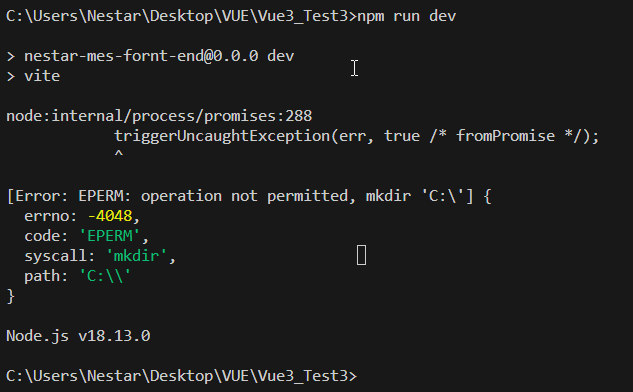 C:\Users\Nestar\Desktop\VUE\Vue3_Test3>npm run dev
> nestar-mes-fornt-end@0.0.0 dev
> vite
node:internal/process/promises:288
            triggerUncaughtException(err, true /* fromPromise */);
            ^
[Error: EPERM: operation not permitted, mkdir 'C:\'] {
  errno: -4048,
  code: 'EPERM',
  syscall: 'mkdir',
  path: 'C:\\'
}
Node.js v18.13.0
C:\Users\Nestar\Desktop\VUE\Vue3_Test3>